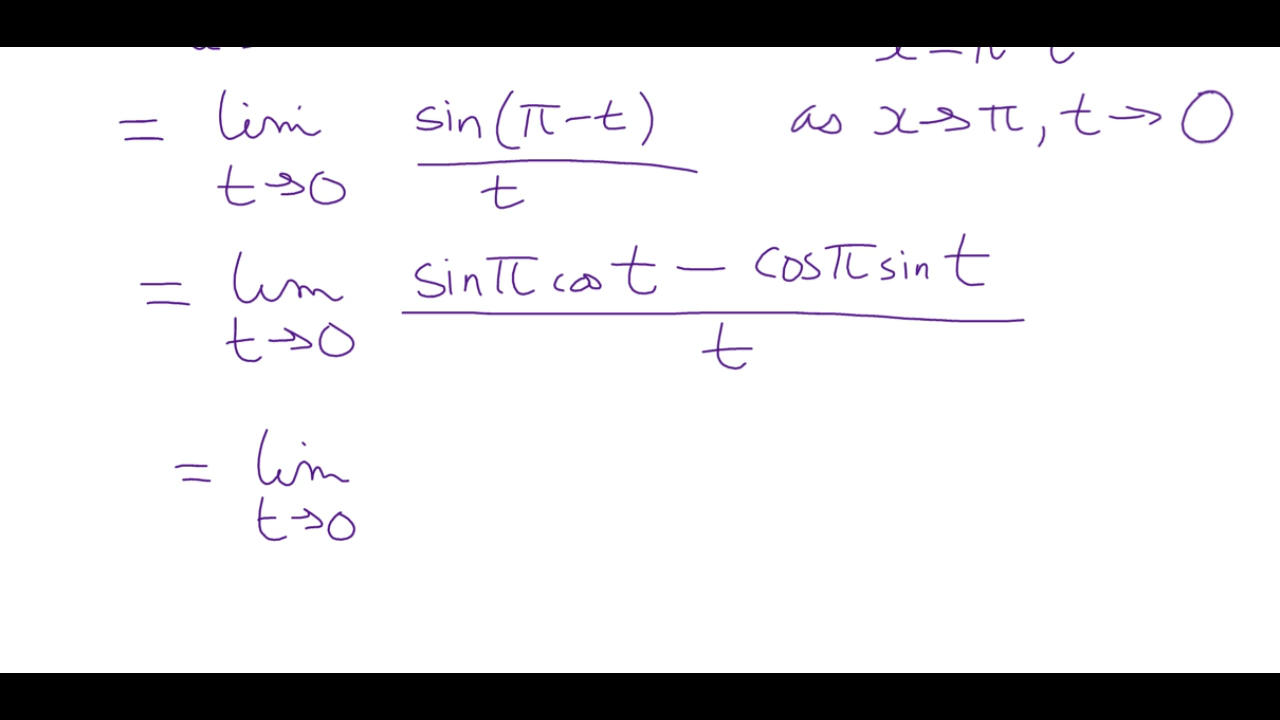 x = π - t
= lim sin(π-t) as x→π, t→0
t→0 t
= lim sinπ cos t - cosπ sin t
t→0 t
= lim
t→0